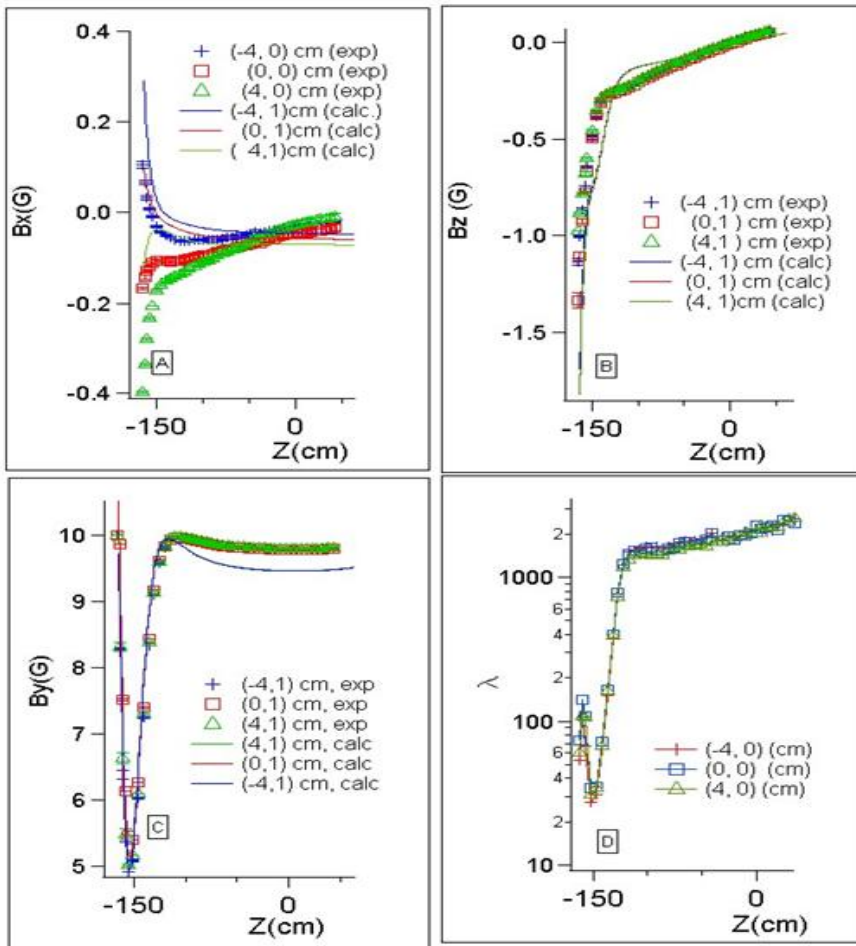 0.4
0.2
0.0
-0.2
-0.4
Bx(G)
(-4, 0) cm (exp)
(0, 0) cm (exp)
(4, 0) cm (exp)
(-4, 1)cm (calc.)
(0, 1)cm (calc)
( 4,1)cm (calc)
A
-150
0
Z(cm)
0.0
-0.5
-1.0
-1.5
Bz (G)
(-4,1) cm (exp)
(0,1 ) cm (exp)
(4,1) cm (exp)
(-4, 1) cm (calc)
(0, 1) cm (calc)
(4, 1)cm (calc)
B
-150
0
Z(cm)
10
9
8
7
6
5
By(G)
(-4,1) cm, exp
(0,1) cm, exp
(4,1) cm, exp
(4,1) cm, calc
(0,1) cm, calc
(-4,1) cm, calc
C
-150
0
Z(cm)
2
1000
6
4
2
100
6
4
2
10
λ
(-4, 0) (cm)
(0, 0) (cm)
(4, 0) (cm)
D
-150
0
Z(cm)